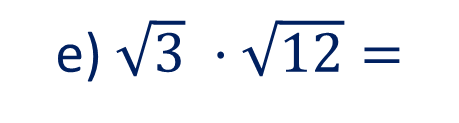 e) √3 · √12 =